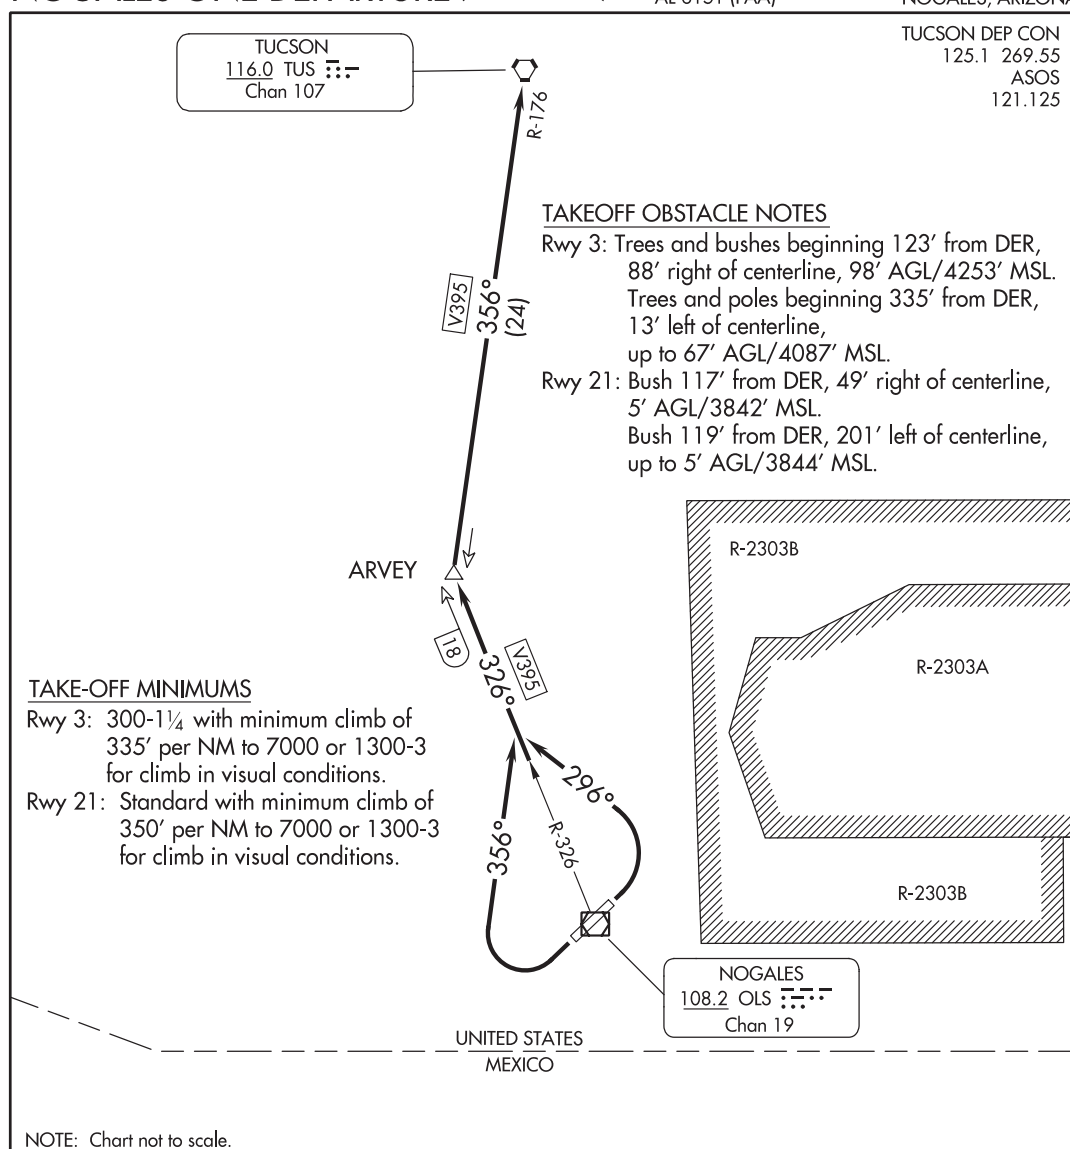 NOGALES, ARIZONA
TUCSON DEP CON
125.1 269.55
ASOS
121.125
TUCSON
116.0 TUS
Chan 107
R-176
TAKEOFF OBSTACLE NOTES
Rwy 3: Trees and bushes beginning 123' from DER,
88' right of centerline, 98' AGL/4253' MSL.
Trees and poles beginning 335' from DER,
13' left of centerline,
up to 67' AGL/4087' MSL.
Rwy 21: Bush 117' from DER, 49' right of centerline,
5' AGL/3842' MSL.
Bush 119' from DER, 201' left of centerline,
up to 5' AGL/3844' MSL.
V395
356°
(24)
ARVEY
18
326°
V395
R-2303B
R-2303A
R-2303B
TAKE-OFF MINIMUMS
Rwy 3: 300-1¼ with minimum climb of
335' per NM to 7000 or 1300-3
for climb in visual conditions.
Rwy 21: Standard with minimum climb of
350' per NM to 7000 or 1300-3
for climb in visual conditions.
356°
R-326
296°
NOGALES
108.2 OLS
Chan 19
UNITED STATES
MEXICO
NOTE: Chart not to scale.